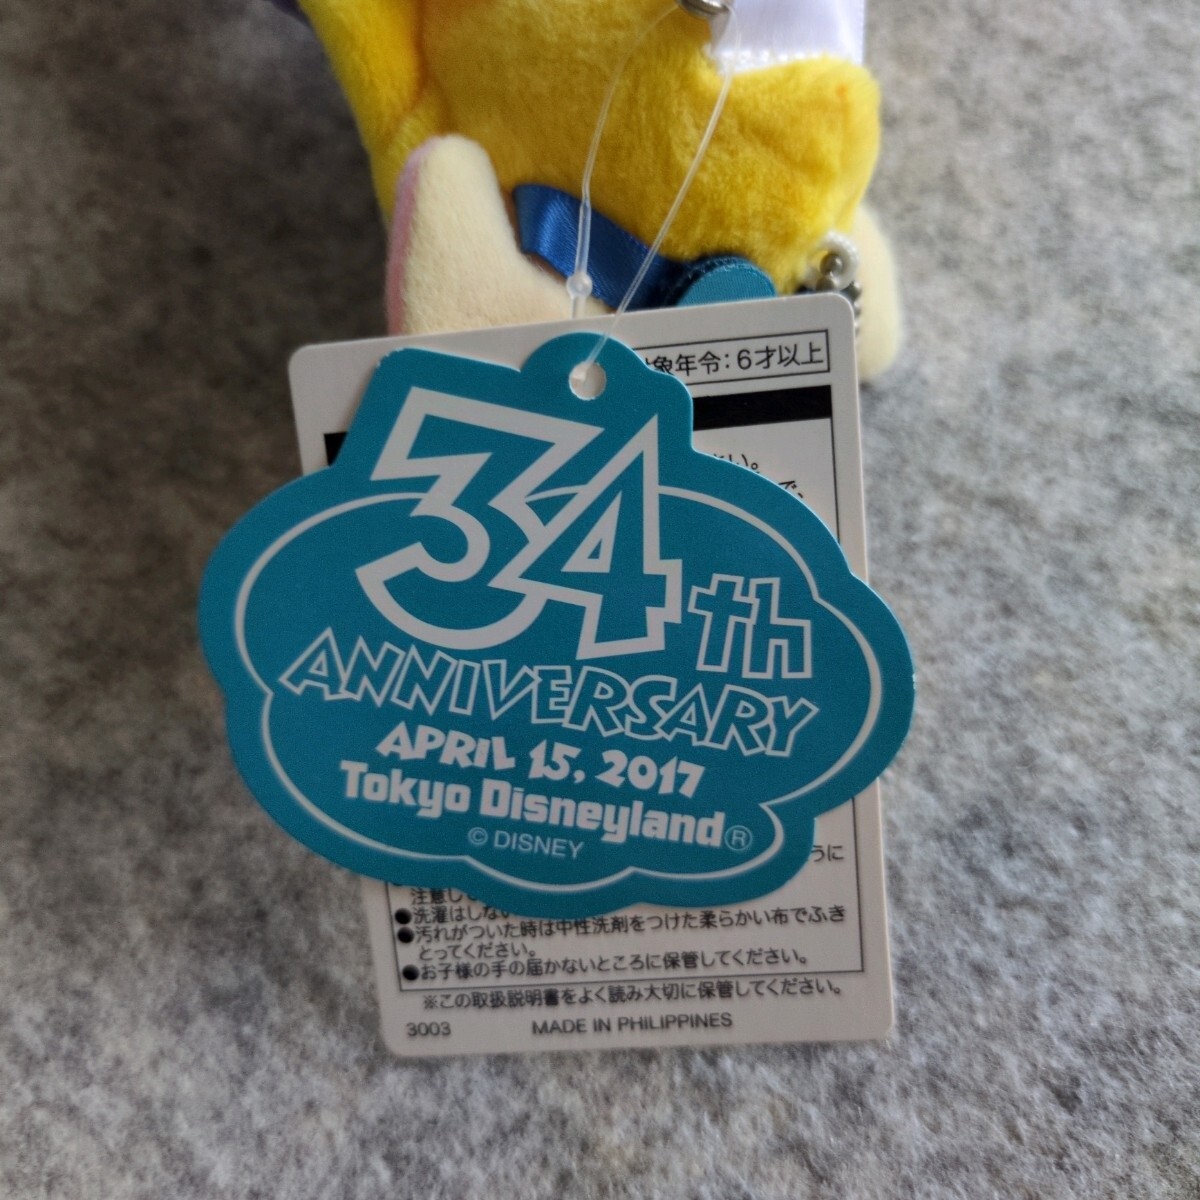 対象年令：6才以上
さい。
で、
34th
ANNIVERSARY
APRIL 15, 2017
Tokyo Disneyland®
© DISNEY
うに
注意し
●洗濯はしない
●汚れがついた時は中性洗剤をつけた柔らかい布でふき
とってください。
●お子様の手の届かないところに保管してください。
※この取扱説明書をよく読み大切に保管してください。
3003
MADE IN PHILIPPINES